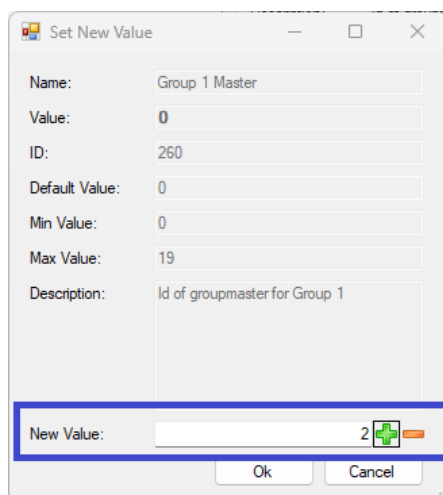 Set New Value
Name: Group 1 Master
Value: 0
ID: 260
Default Value: 0
Min Value: 0
Max Value: 19
Description: Id of groupmaster for Group 1
New Value: 2
Ok Cancel